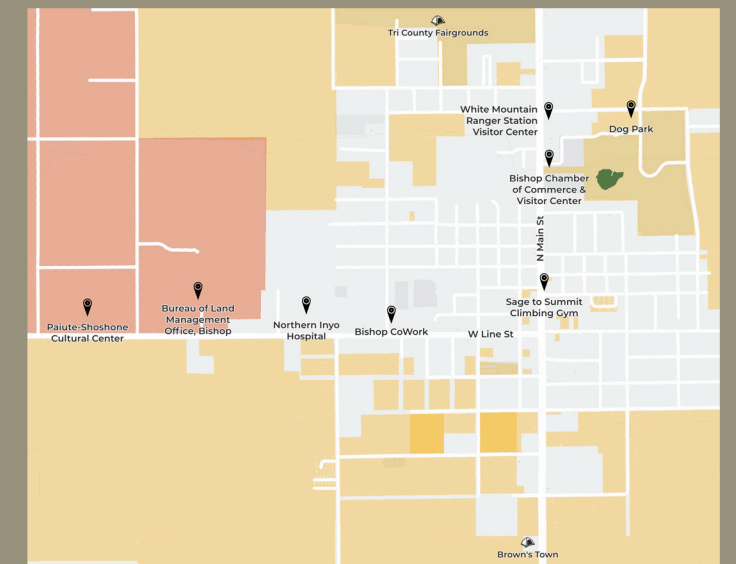 Tri County Fairgrounds
White Mountain
Ranger Station
Visitor Center
Dog Park
Bishop Chamber
of Commerce &
Visitor Center
N Main St
Sage to Summit
Climbing Gym
Bureau of Land
Management
Office, Bishop
Paiute-Shoshone
Cultural Center
Northern Inyo
Hospital
Bishop CoWork
W Line St
Brown's Town